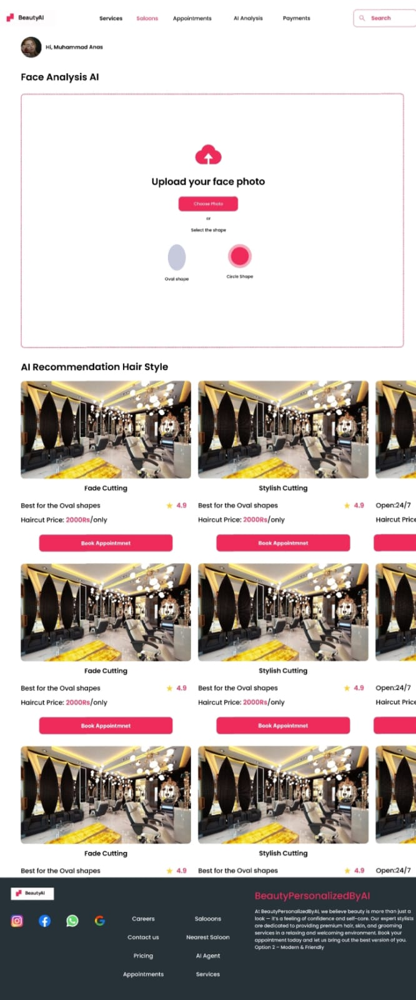 BeautyAI
Services
Saloons
Appointments
AI Analysis
Payments
Search
Hi, Muhammad Anas
Face Analysis AI
Upload your face photo
Choose Photo
or
Select the shape
Oval shape
Circle Shape
AI Recommendation Hair Style
Fade Cutting
Stylish Cutting
Best for the Oval shapes 4.9
Best for the Oval shapes 4.9
Open:24/7
Haircut Price: 2000Rs/only
Haircut Price: 2000Rs/only
Haircut Price
Book Appointmnet
Book Appointmnet
Fade Cutting
Stylish Cutting
Best for the Oval shapes 4.9
Best for the Oval shapes 4.9
Open:24/7
Haircut Price: 2000Rs/only
Haircut Price: 2000Rs/only
Haircut Price
Book Appointmnet
Book Appointmnet
Fade Cutting
Stylish Cutting
Best for the Oval shapes 4.9
Best for the Oval shapes 4.9
Open:24/7
BeautyAI
Careers
Contact us
Pricing
Appointments
Salooons
Nearest Saloon
AI Agent
Services
BeautyPersonalizedByAI
At BeautyPersonalizedByAI, we believe beauty is more than just a
look — it's a feeling of confidence and self-care. Our expert stylists
are dedicated to providing premium hair, skin, and grooming
services in a relaxing and welcoming environment. Book your
appointment today and let us bring out the best version of you.
Option 2 – Modern & Friendly